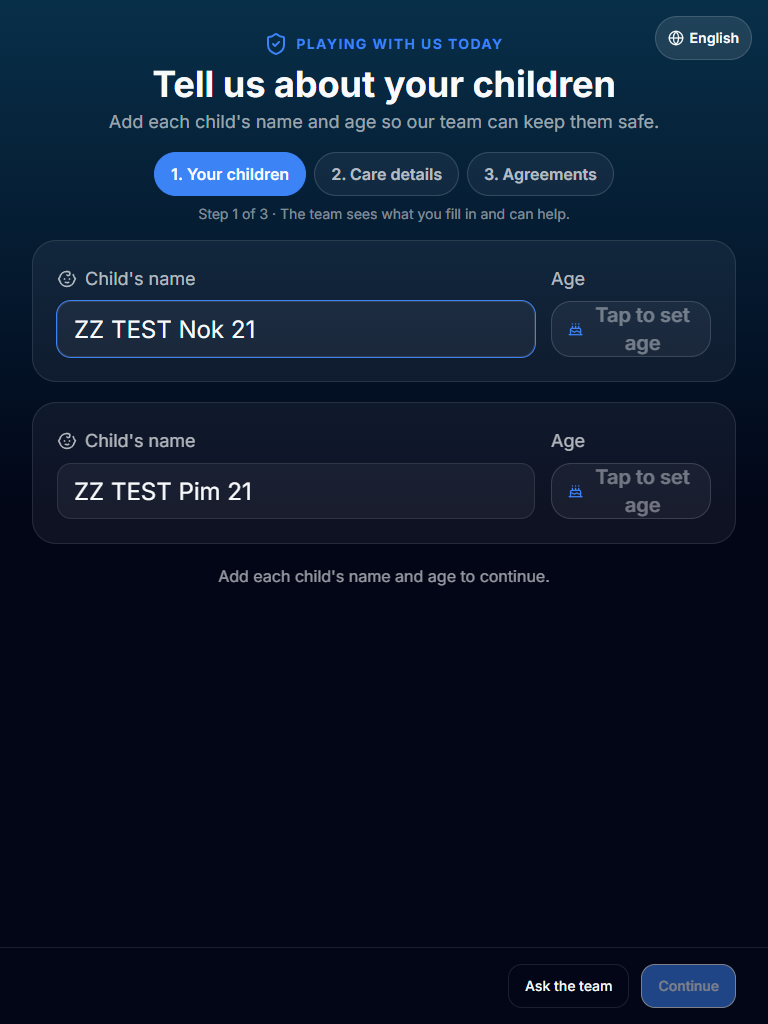 PLAYING WITH US TODAY
English
Tell us about your children
Add each child's name and age so our team can keep them safe.
1. Your children
2. Care details
3. Agreements
Step 1 of 3 · The team sees what you fill in and can help.
Child's name
Age
ZZ TEST Nok 21
Tap to set
age
Child's name
Age
ZZ TEST Pim 21
Tap to set
age
Add each child's name and age to continue.
Ask the team
Continue